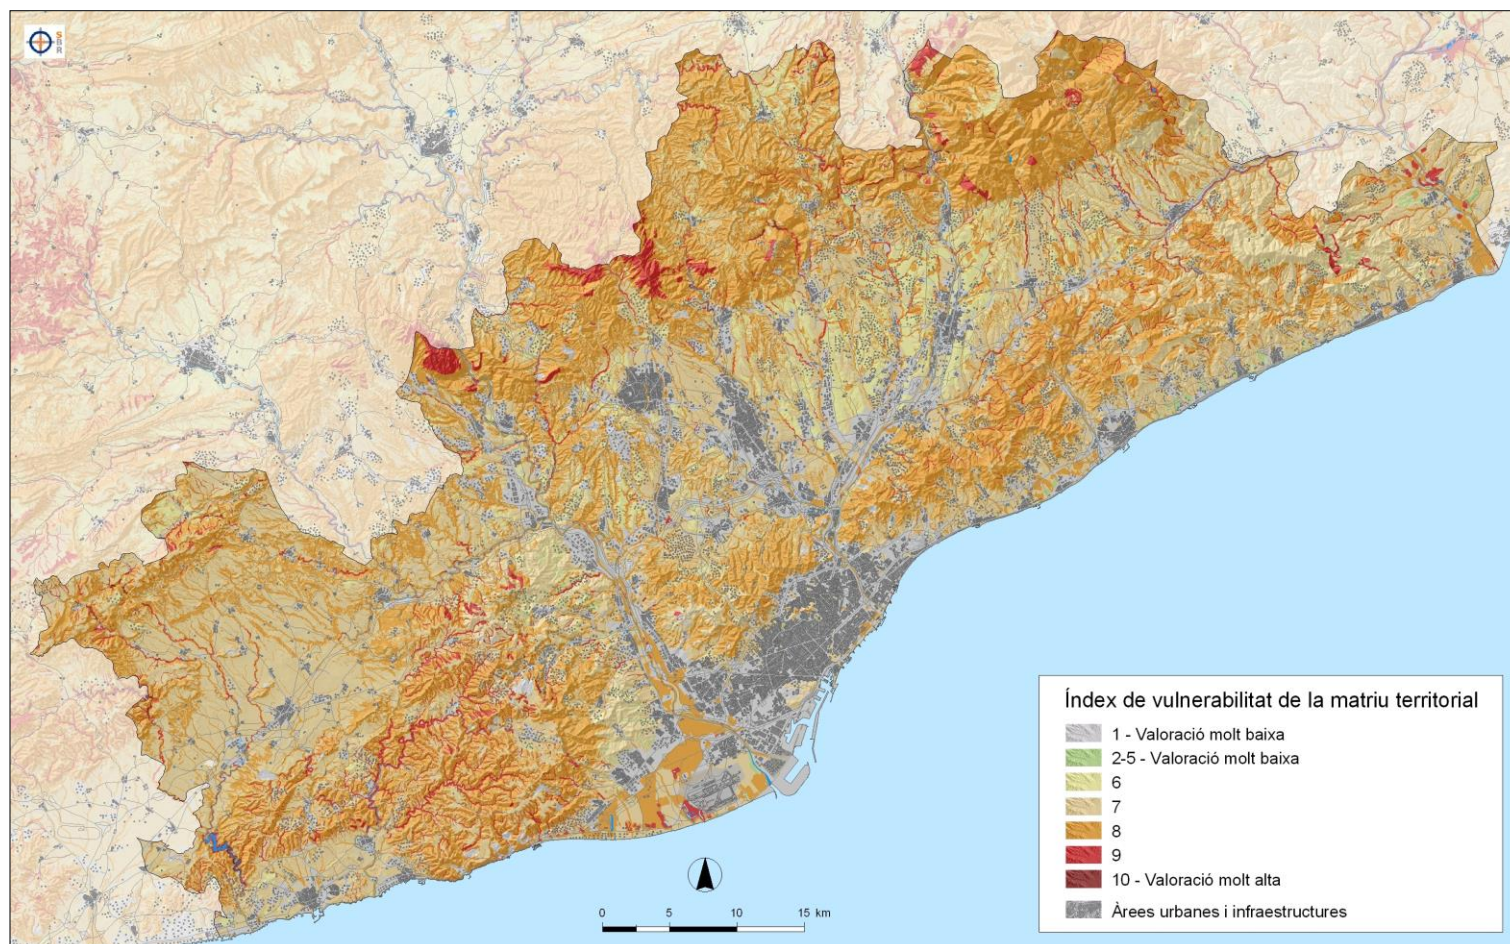 SBR
Índex de vulnerabilitat de la matriu territorial
1 - Valoració molt baixa
2-5 - Valoració molt baixa
6
7
8
9
10 - Valoració molt alta
Àrees urbanes i infraestructures
0 5 10 15 km